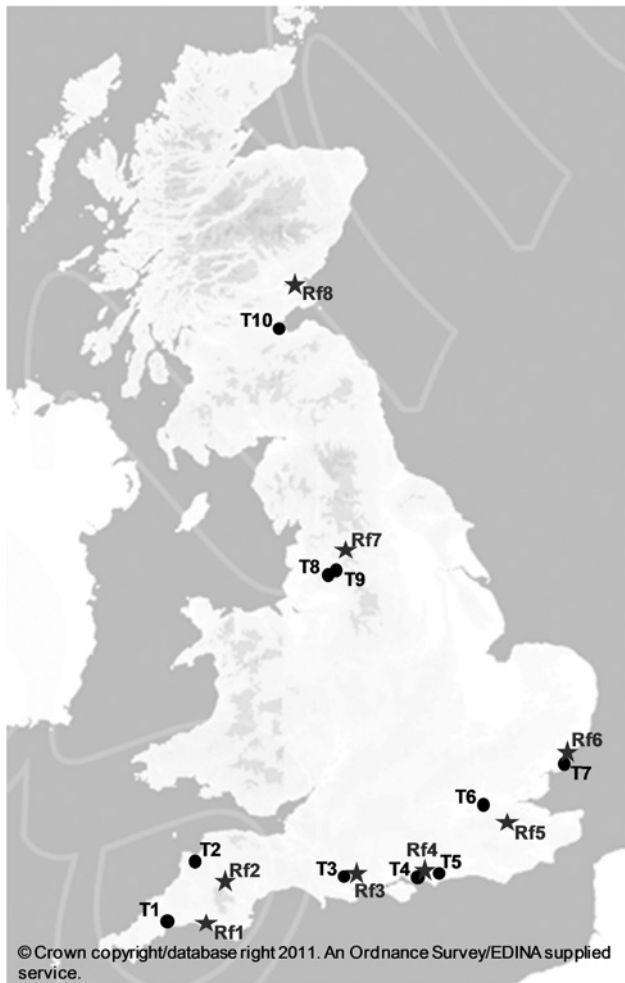 Rf8
T10
Rf7
T8
T9
Rf6
T7
T6
Rf5
T2
Rf4
T5
Rf2
T3
Rf3
T4
T1
Rf1
© Crown copyright/database right 2011. An Ordnance Survey/EDINA supplied
service.